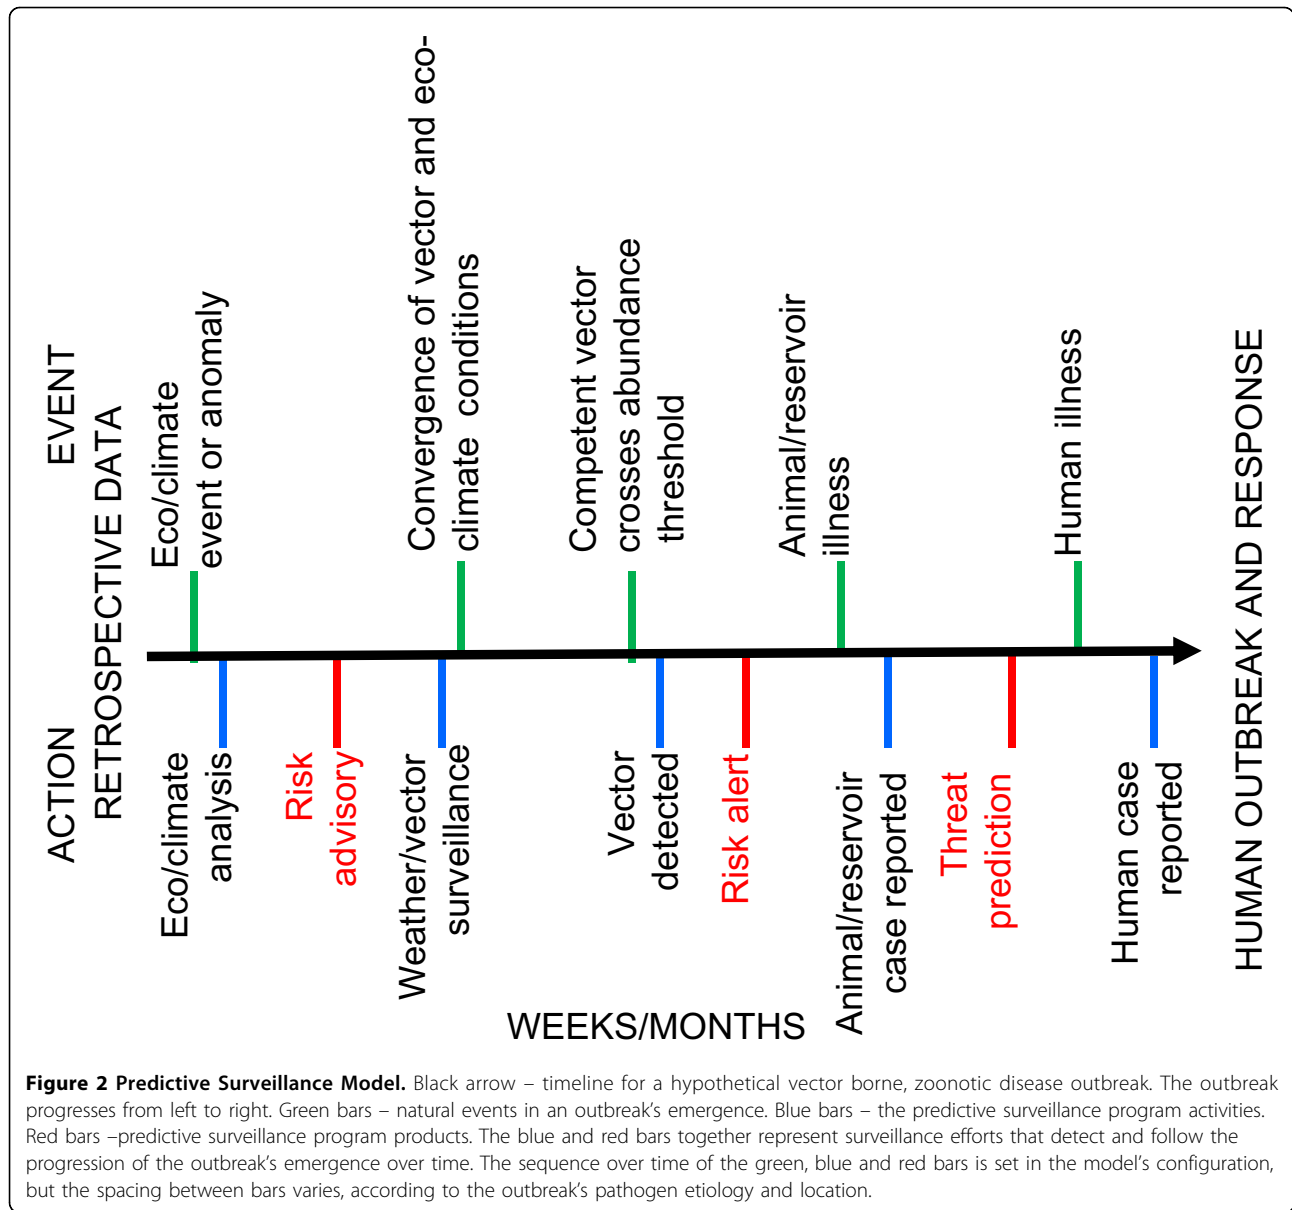 EVENT
RETROSPECTIVE DATA
ACTION
Eco/climate
event or anomaly
Convergence of vector and eco-
climate conditions
Competent vector
crosses abundance
threshold
Animal/reservoir
illness
Human illness
HUMAN OUTBREAK AND RESPONSE
Eco/climate
analysis
Risk
advisory
Weather/vector
surveillance
Vector
detected
Risk alert
Animal/reservoir
case reported
Threat
prediction
Human case
reported
WEEKS/MONTHS
Figure 2 Predictive Surveillance Model. Black arrow – timeline for a hypothetical vector borne, zoonotic disease outbreak. The outbreak
progresses from left to right. Green bars – natural events in an outbreak's emergence. Blue bars – the predictive surveillance program activities.
Red bars –predictive surveillance program products. The blue and red bars together represent surveillance efforts that detect and follow the
progression of the outbreak's emergence over time. The sequence over time of the green, blue and red bars is set in the model's configuration,
but the spacing between bars varies, according to the outbreak's pathogen etiology and location.